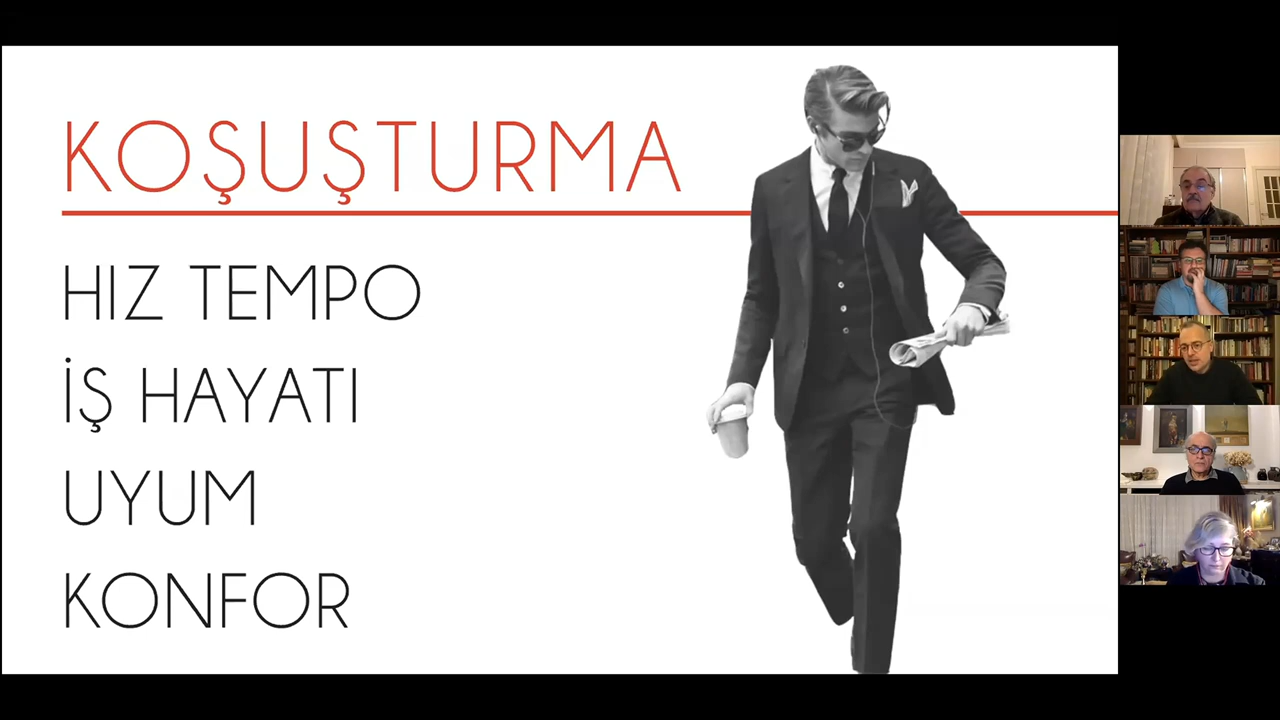 KOŞUŞTURMA
HIZ TEMPO
İŞ HAYATI
UYUM
KONFOR